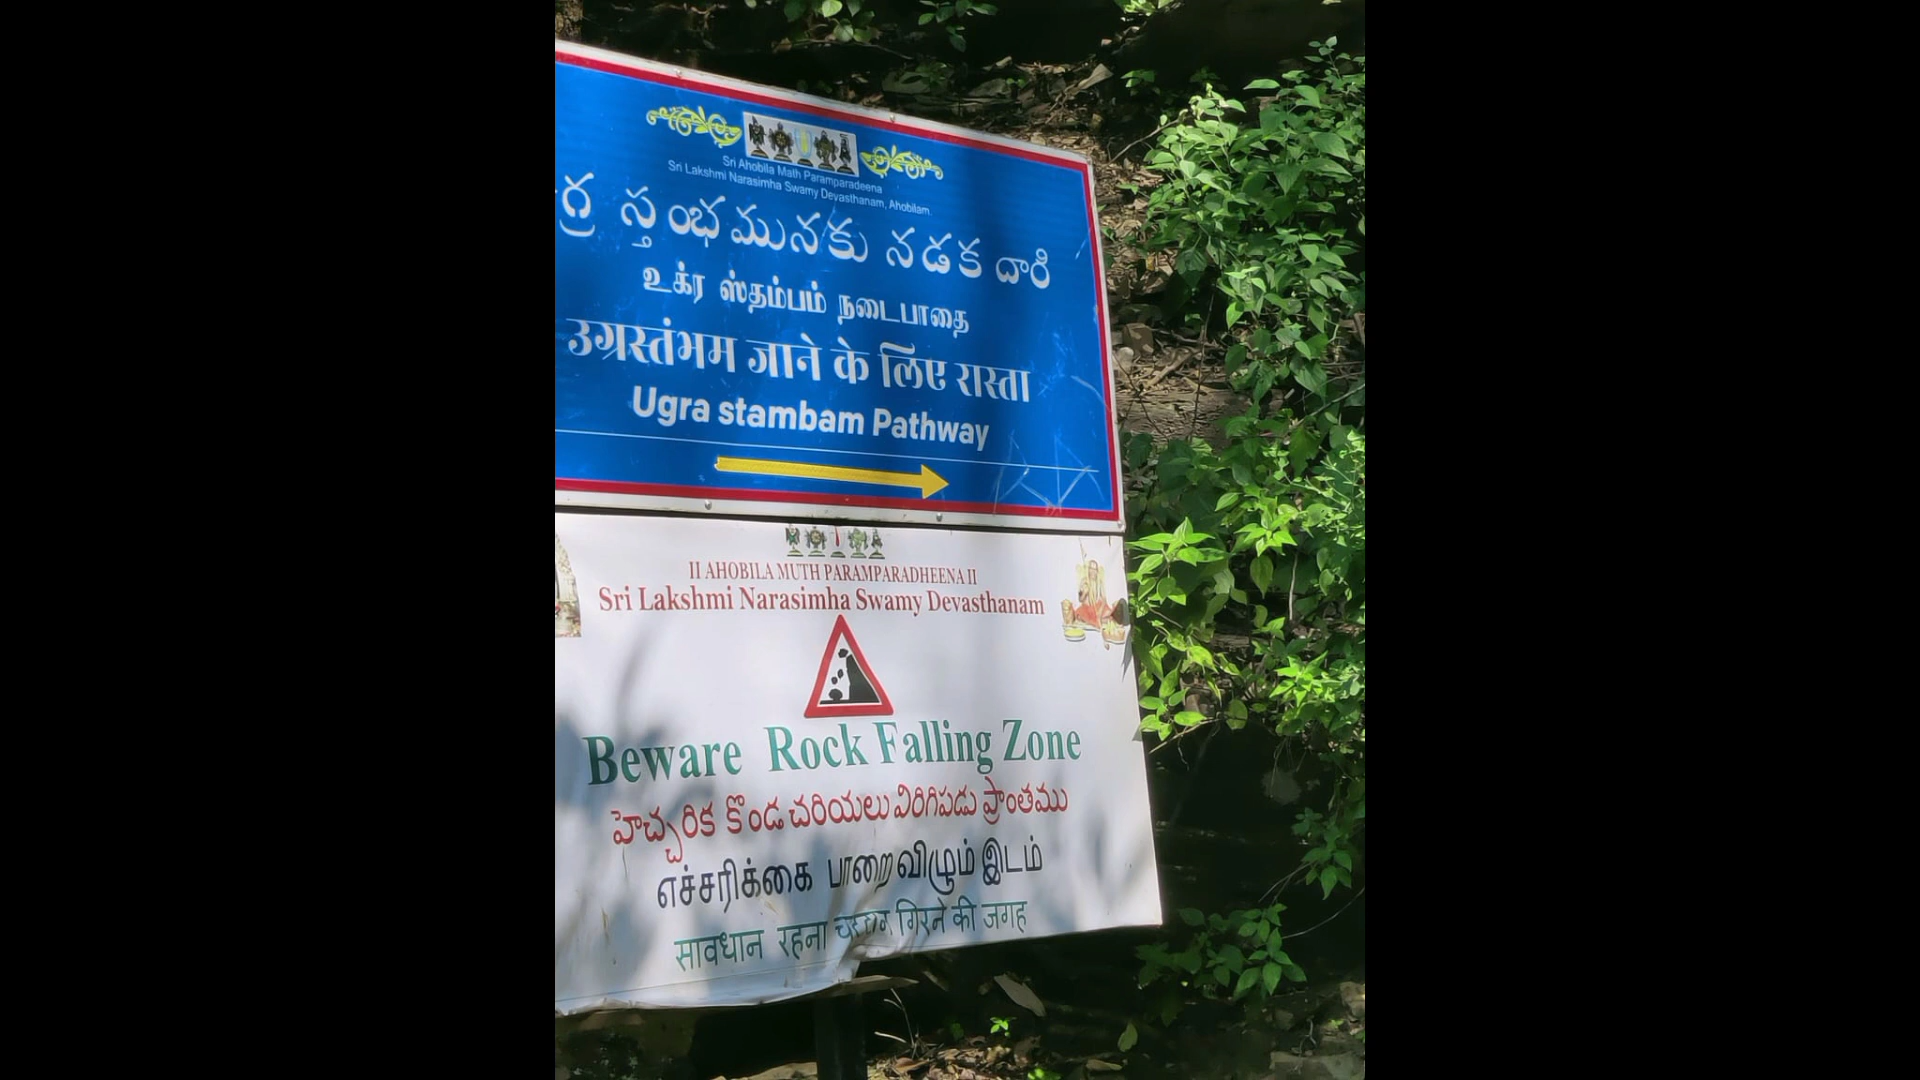 Sri Ahobila Math Paramparadeena
Sri Lakshmi Narasimha Swamy Devasthanam, Ahobilam.
స్తంభమునకు నడక దారి
உக்ர ஸ்தம்பம் நடைபாதை
उग्रस्तंभम जाने के लिए रास्ता
Ugra stambam Pathway
II AHOBILA MUTH PARAMPARADHEENA II
Sri Lakshmi Narasimha Swamy Devasthanam
Beware Rock Falling Zone
హెచ్చరిక కొండ చరియలు విరిగిపడు ప్రాంతము
எச்சரிக்கை பாறை விழும் இடம்
सावधान रहना गिरने की जगह